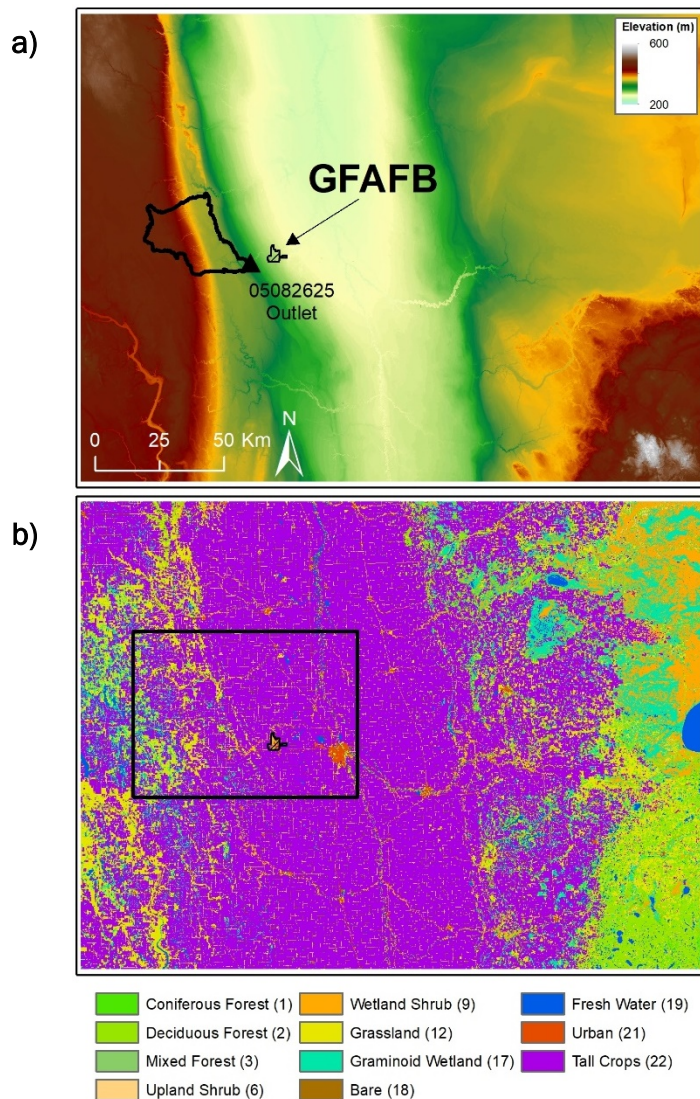 a)
Elevation (m)
600
200
GFAFB
05082625
Outlet
N
0 25 50 Km
b)
Coniferous Forest (1)
Deciduous Forest (2)
Mixed Forest (3)
Upland Shrub (6)
Wetland Shrub (9)
Grassland (12)
Graminoid Wetland (17)
Bare (18)
Fresh Water (19)
Urban (21)
Tall Crops (22)